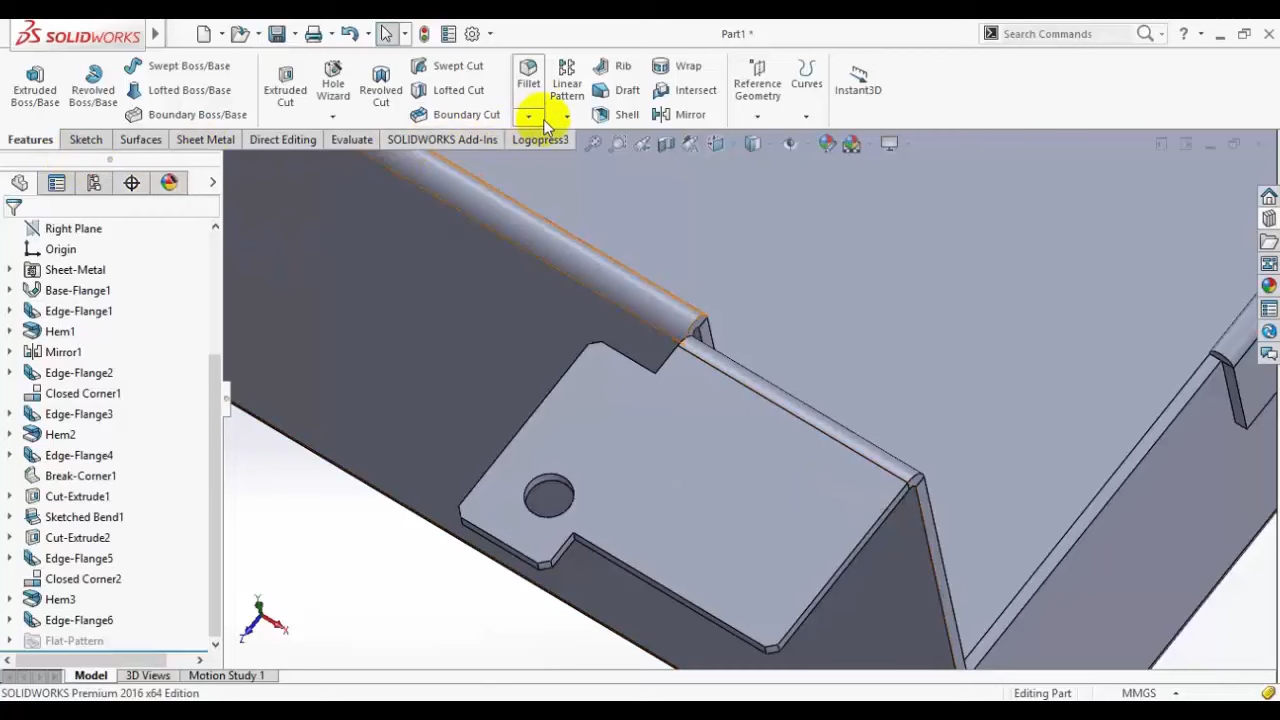 SOLIDWORKS
Part1 *
Search Commands
?
Extruded Boss/Base
Revolved Boss/Base
Swept Boss/Base
Lofted Boss/Base
Boundary Boss/Base
Extruded Cut
Hole Wizard
Revolved Cut
Swept Cut
Lofted Cut
Boundary Cut
Fillet
Linear Pattern
Rib
Draft
Shell
Wrap
Intersect
Mirror
Reference Geometry
Curves
Instant3D
Features
Sketch
Surfaces
Sheet Metal
Direct Editing
Evaluate
SOLIDWORKS Add-Ins
Logopress3
Right Plane
Origin
Sheet-Metal
Base-Flange1
Edge-Flange1
Hem1
Mirror1
Edge-Flange2
Closed Corner1
Edge-Flange3
Hem2
Edge-Flange4
Break-Corner1
Cut-Extrude1
Sketched Bend1
Cut-Extrude2
Edge-Flange5
Closed Corner2
Hem3
Edge-Flange6
Flat-Pattern
Y
X
Z
Model
3D Views
Motion Study 1
SOLIDWORKS Premium 2016 x64 Edition
Editing Part
MMGS